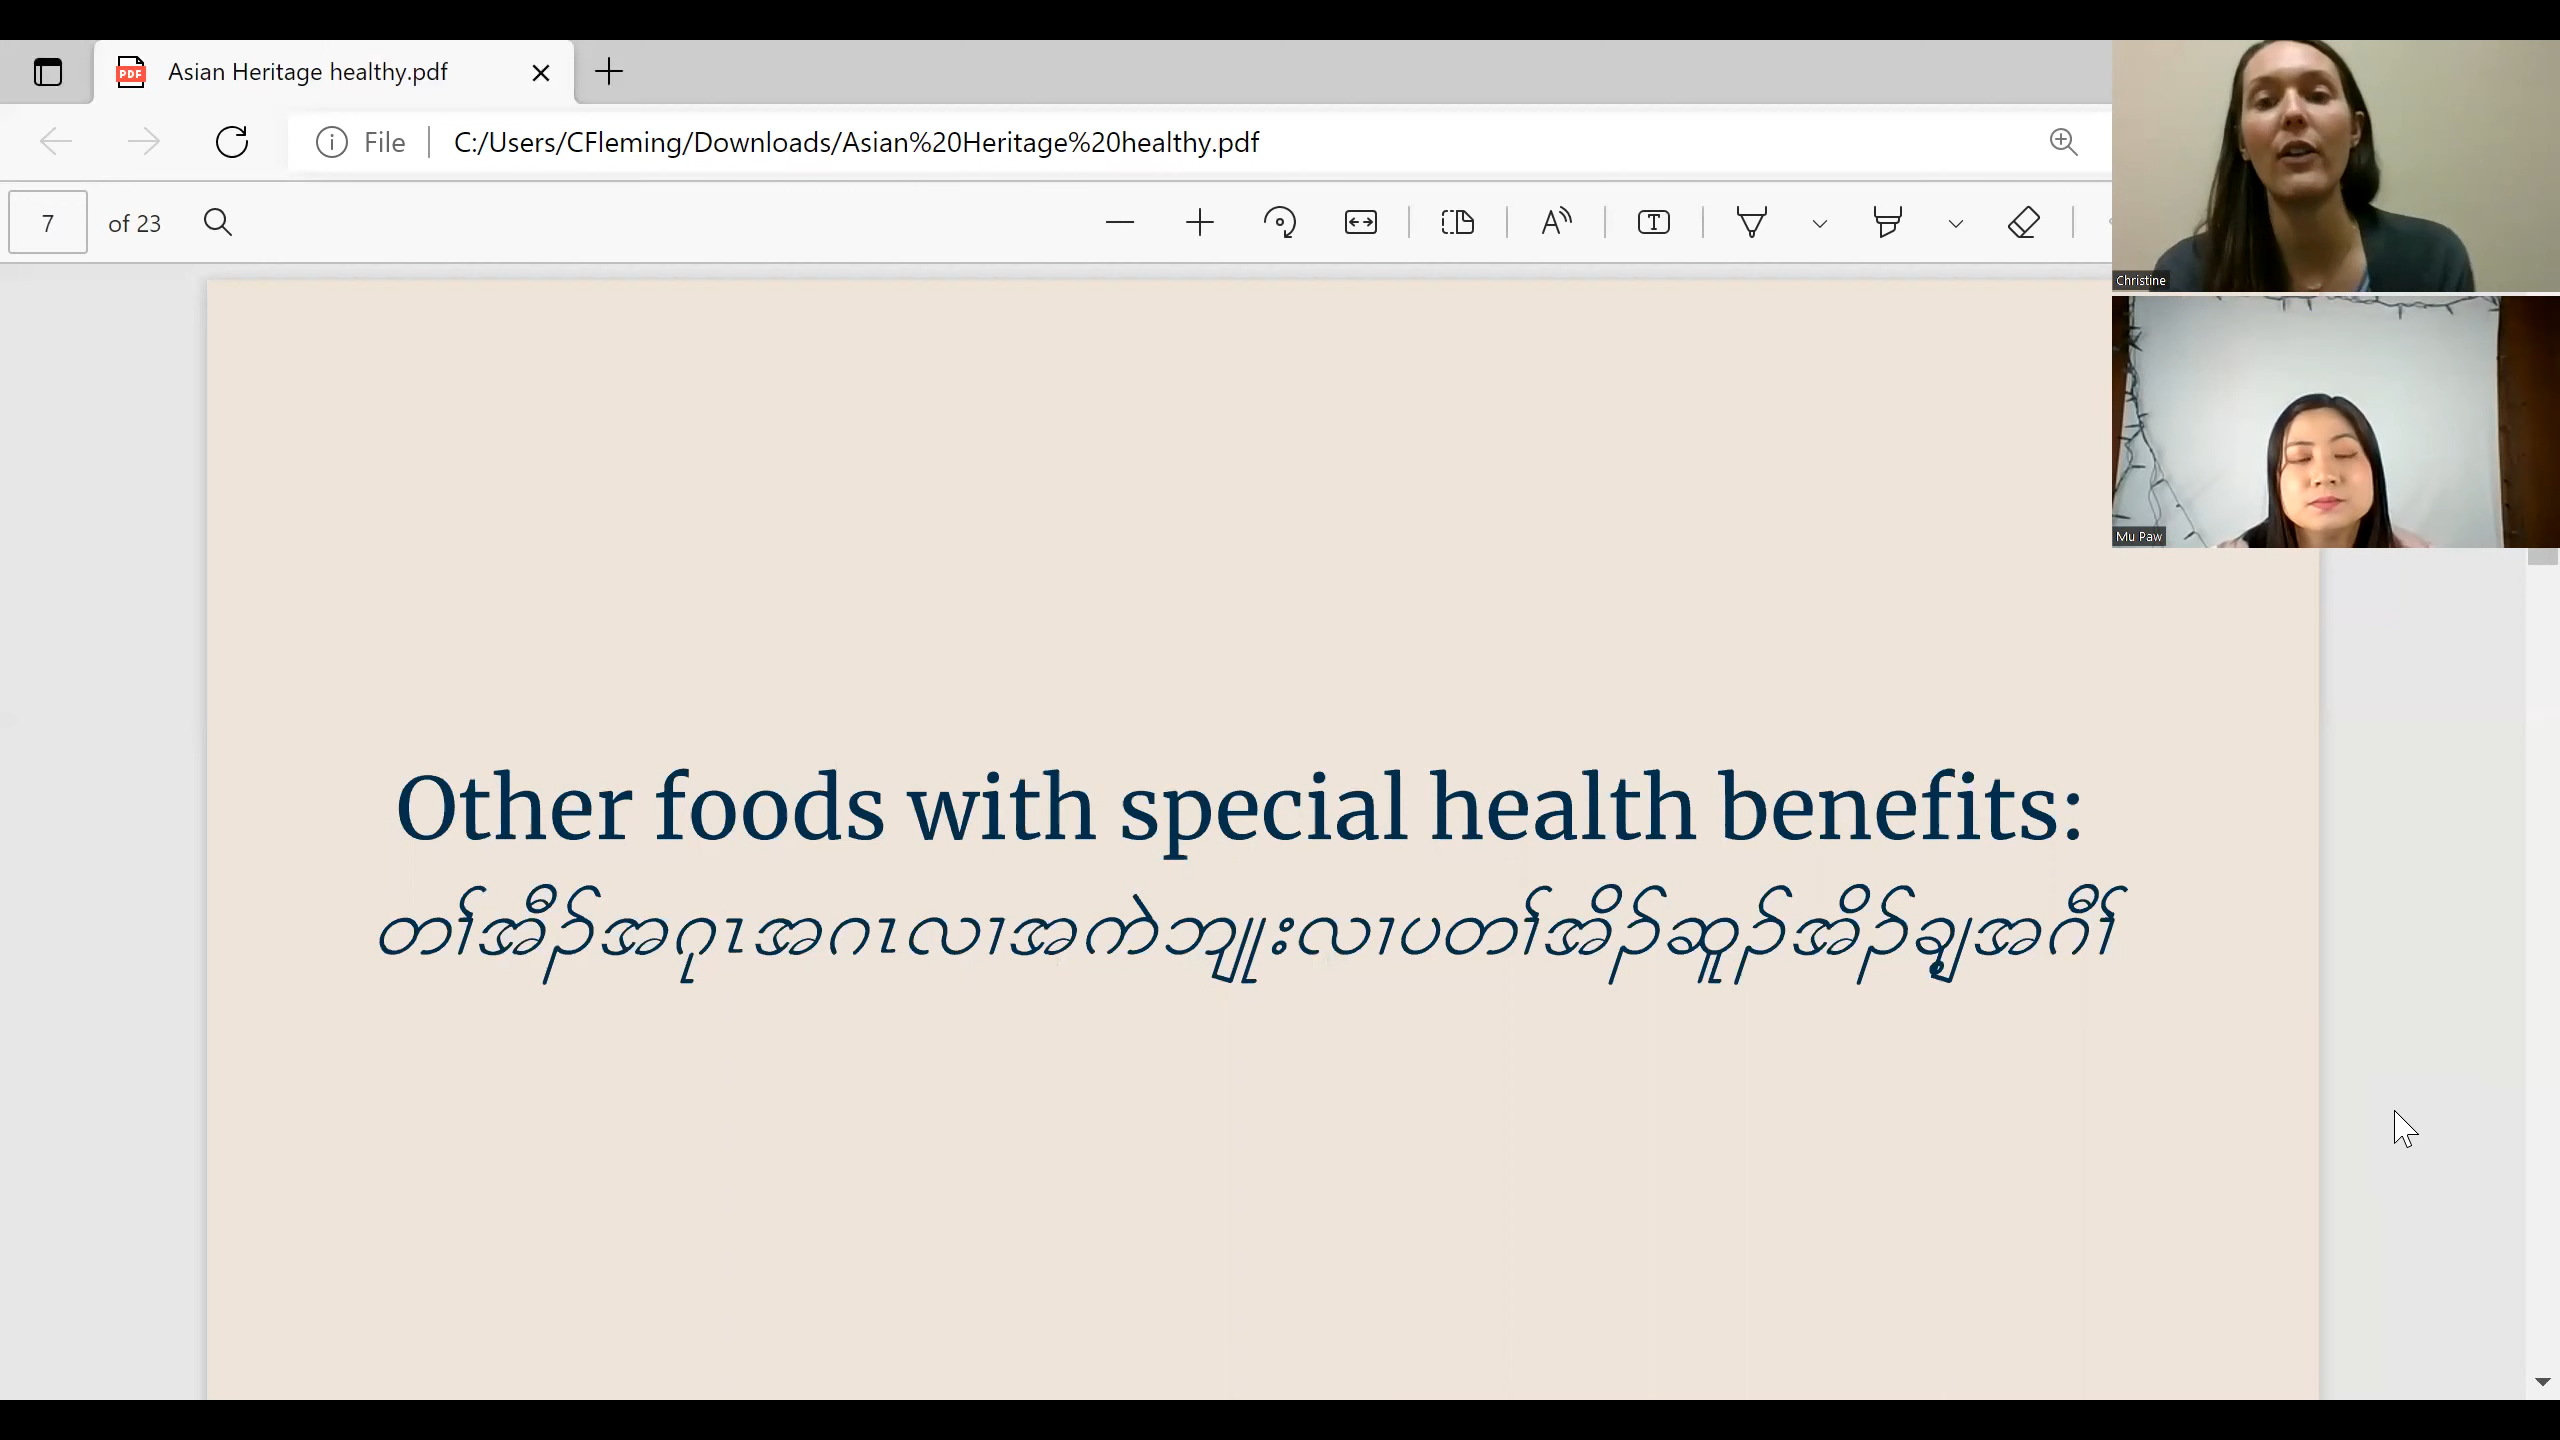 Asian Heritage healthy.pdf
PDF
File
C:/Users/CFleming/Downloads/Asian%20Heritage%20healthy.pdf
7 of 23
Christine
Mu Paw
Other foods with special health benefits:
တၢ်အီၣ်အဂုၤအဂၤလၢအကဲဘျုးလၢပတၢ်အိၣ်ဆူၣ်အိၣ်ချ့အဂီၢ်